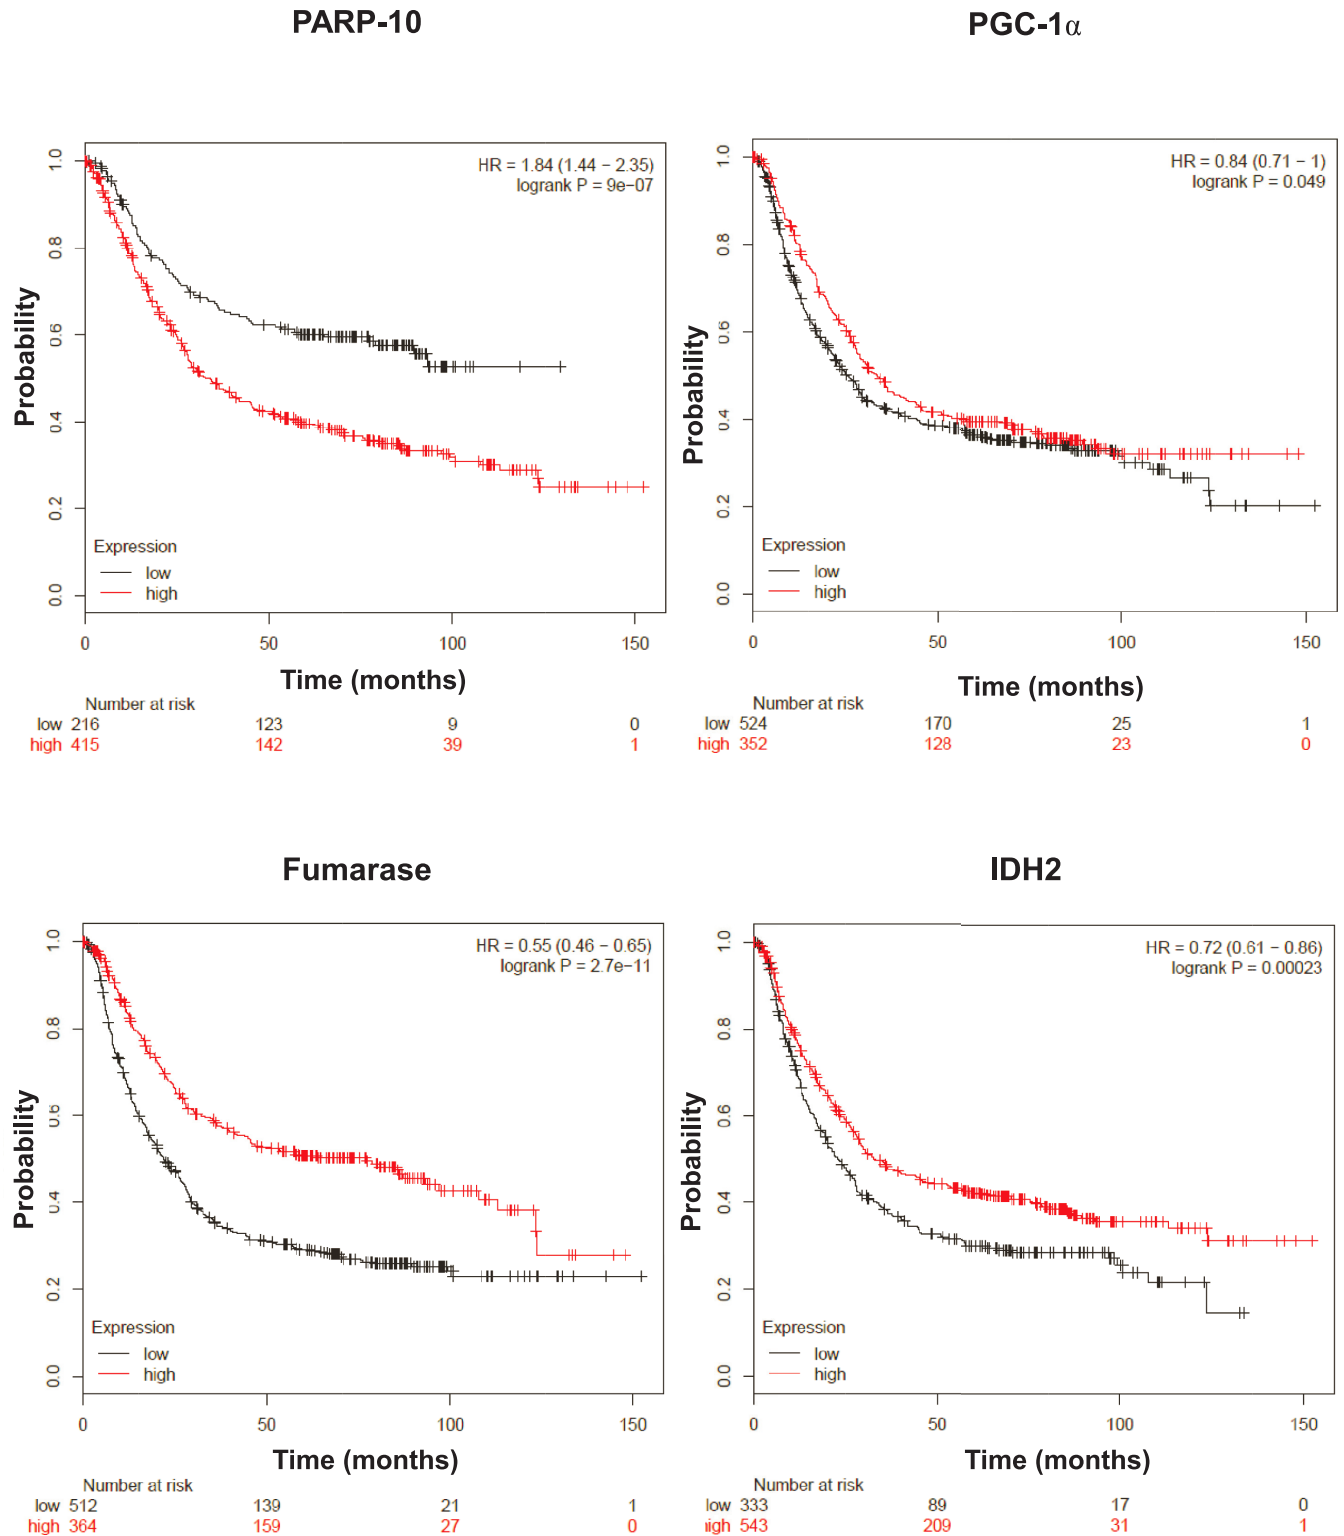 PARP-10
HR = 1.84 (1.44 − 2.35)
logrank P = 9e−07
Probability
1.0
0.8
0.6
0.4
0.2
0.0
Expression
low
high
0 50 100 150
Time (months)
Number at risk
low 216 123 9 0
high 415 142 39 1
PGC-1α
HR = 0.84 (0.71 − 1)
logrank P = 0.049
Probability
1.0
0.8
0.6
0.4
0.2
0.0
Expression
low
high
0 50 100 150
Time (months)
Number at risk
low 524 170 25 1
high 352 128 23 0
Fumarase
HR = 0.55 (0.46 − 0.65)
logrank P = 2.7e−11
Probability
1.0
0.8
0.6
0.4
0.2
0.0
Expression
low
high
0 50 100 150
Time (months)
Number at risk
low 512 139 21 1
high 364 159 27 0
IDH2
HR = 0.72 (0.61 − 0.86)
logrank P = 0.00023
Probability
1.0
0.8
0.6
0.4
0.2
0.0
Expression
low
high
0 50 100 150
Time (months)
Number at risk
low 333 89 17 0
high 543 209 31 1